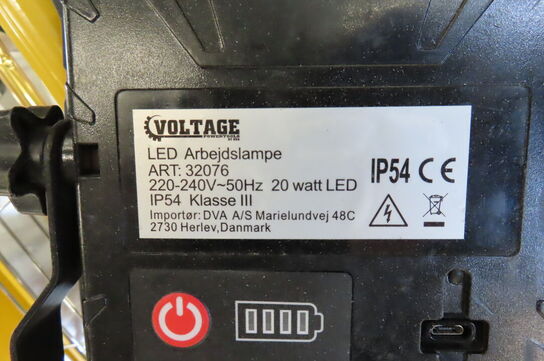 VOLTAGE
POWERTOOLS
LED Arbejdslampe
ART: 32076
220-240V~50Hz 20 watt LED
IP54 Klasse III
Importør: DVA A/S Marielundvej 48C
2730 Herlev,Danmark
IP54 CE